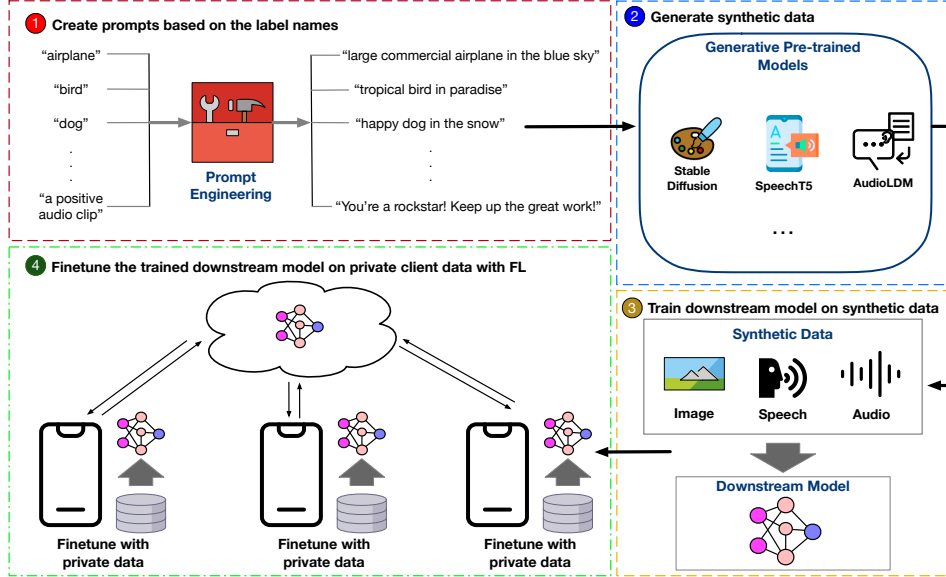 1 Create prompts based on the label names
“airplane”
“bird”
“dog”
.
.
.
“a positive
audio clip”
Prompt
Engineering
“large commercial airplane in the blue sky”
“tropical bird in paradise”
“happy dog in the snow”
.
.
.
“You’re a rockstar! Keep up the great work!”
2 Generate synthetic data
Generative Pre-trained
Models
Stable
Diffusion
A
SpeechT5
AudioLDM
...
3 Train downstream model on synthetic data
Synthetic Data
Image
Speech
Audio
Downstream Model
4 Finetune the trained downstream model on private client data with FL
Finetune with
private data
Finetune with
private data
Finetune with
private data